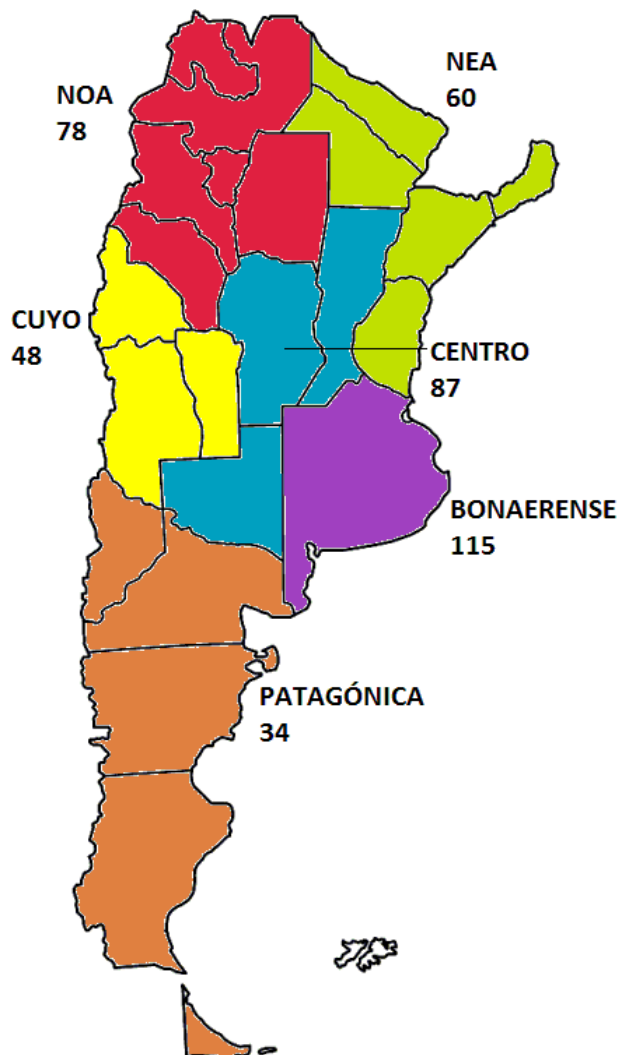 NEA
60
NOA
78
CUYO
48
CENTRO
87
BONAERENSE
115
PATAGÓNICA
34